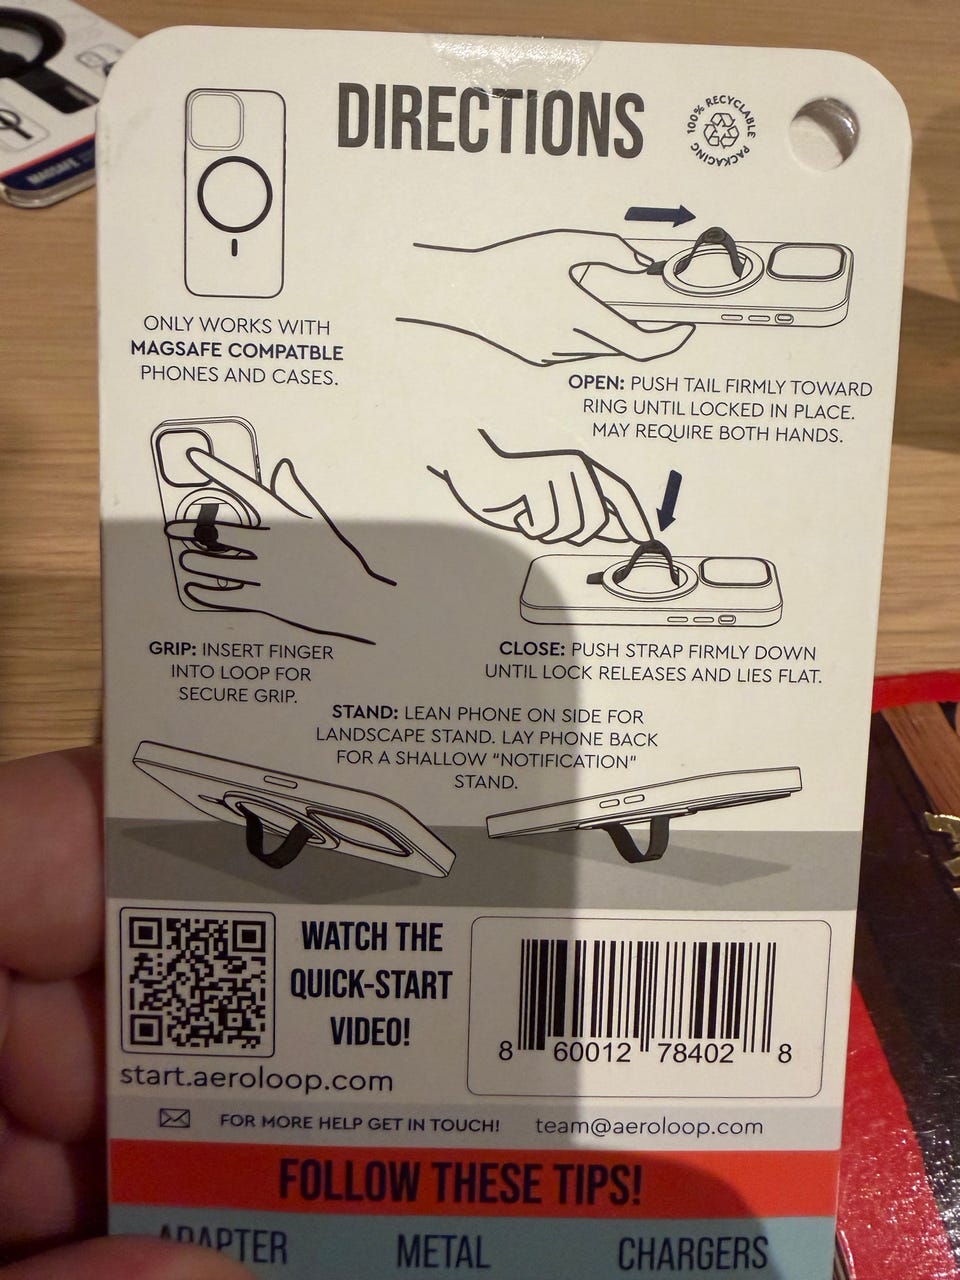 DIRECTIONS
100% RECYCLABLE PACKAGING
ONLY WORKS WITH
MAGSAFE COMPATBLE
PHONES AND CASES.
OPEN: PUSH TAIL FIRMLY TOWARD
RING UNTIL LOCKED IN PLACE.
MAY REQUIRE BOTH HANDS.
GRIP: INSERT FINGER
INTO LOOP FOR
SECURE GRIP.
CLOSE: PUSH STRAP FIRMLY DOWN
UNTIL LOCK RELEASES AND LIES FLAT.
STAND: LEAN PHONE ON SIDE FOR
LANDSCAPE STAND. LAY PHONE BACK
FOR A SHALLOW “NOTIFICATION”
STAND.
WATCH THE
QUICK-START
VIDEO!
start.aeroloop.com
8 60012 78402 8
FOR MORE HELP GET IN TOUCH! team@aeroloop.com
FOLLOW THESE TIPS!
ADAPTER METAL CHARGERS
MAGSAFE